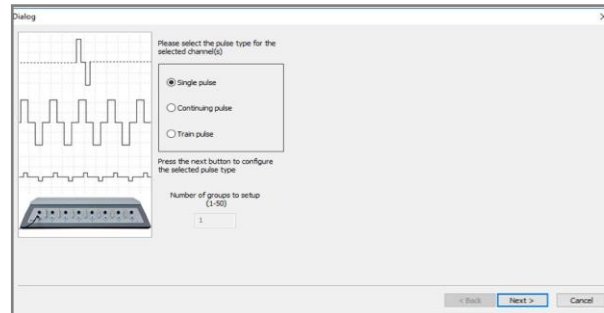 Dialog
Please select the pulse type for the
selected channel(s)
Single pulse
Continuing pulse
Train pulse
Press the next button to configure
the selected pulse type
Number of groups to setup
(1-50)
1
< Back
Next >
Cancel